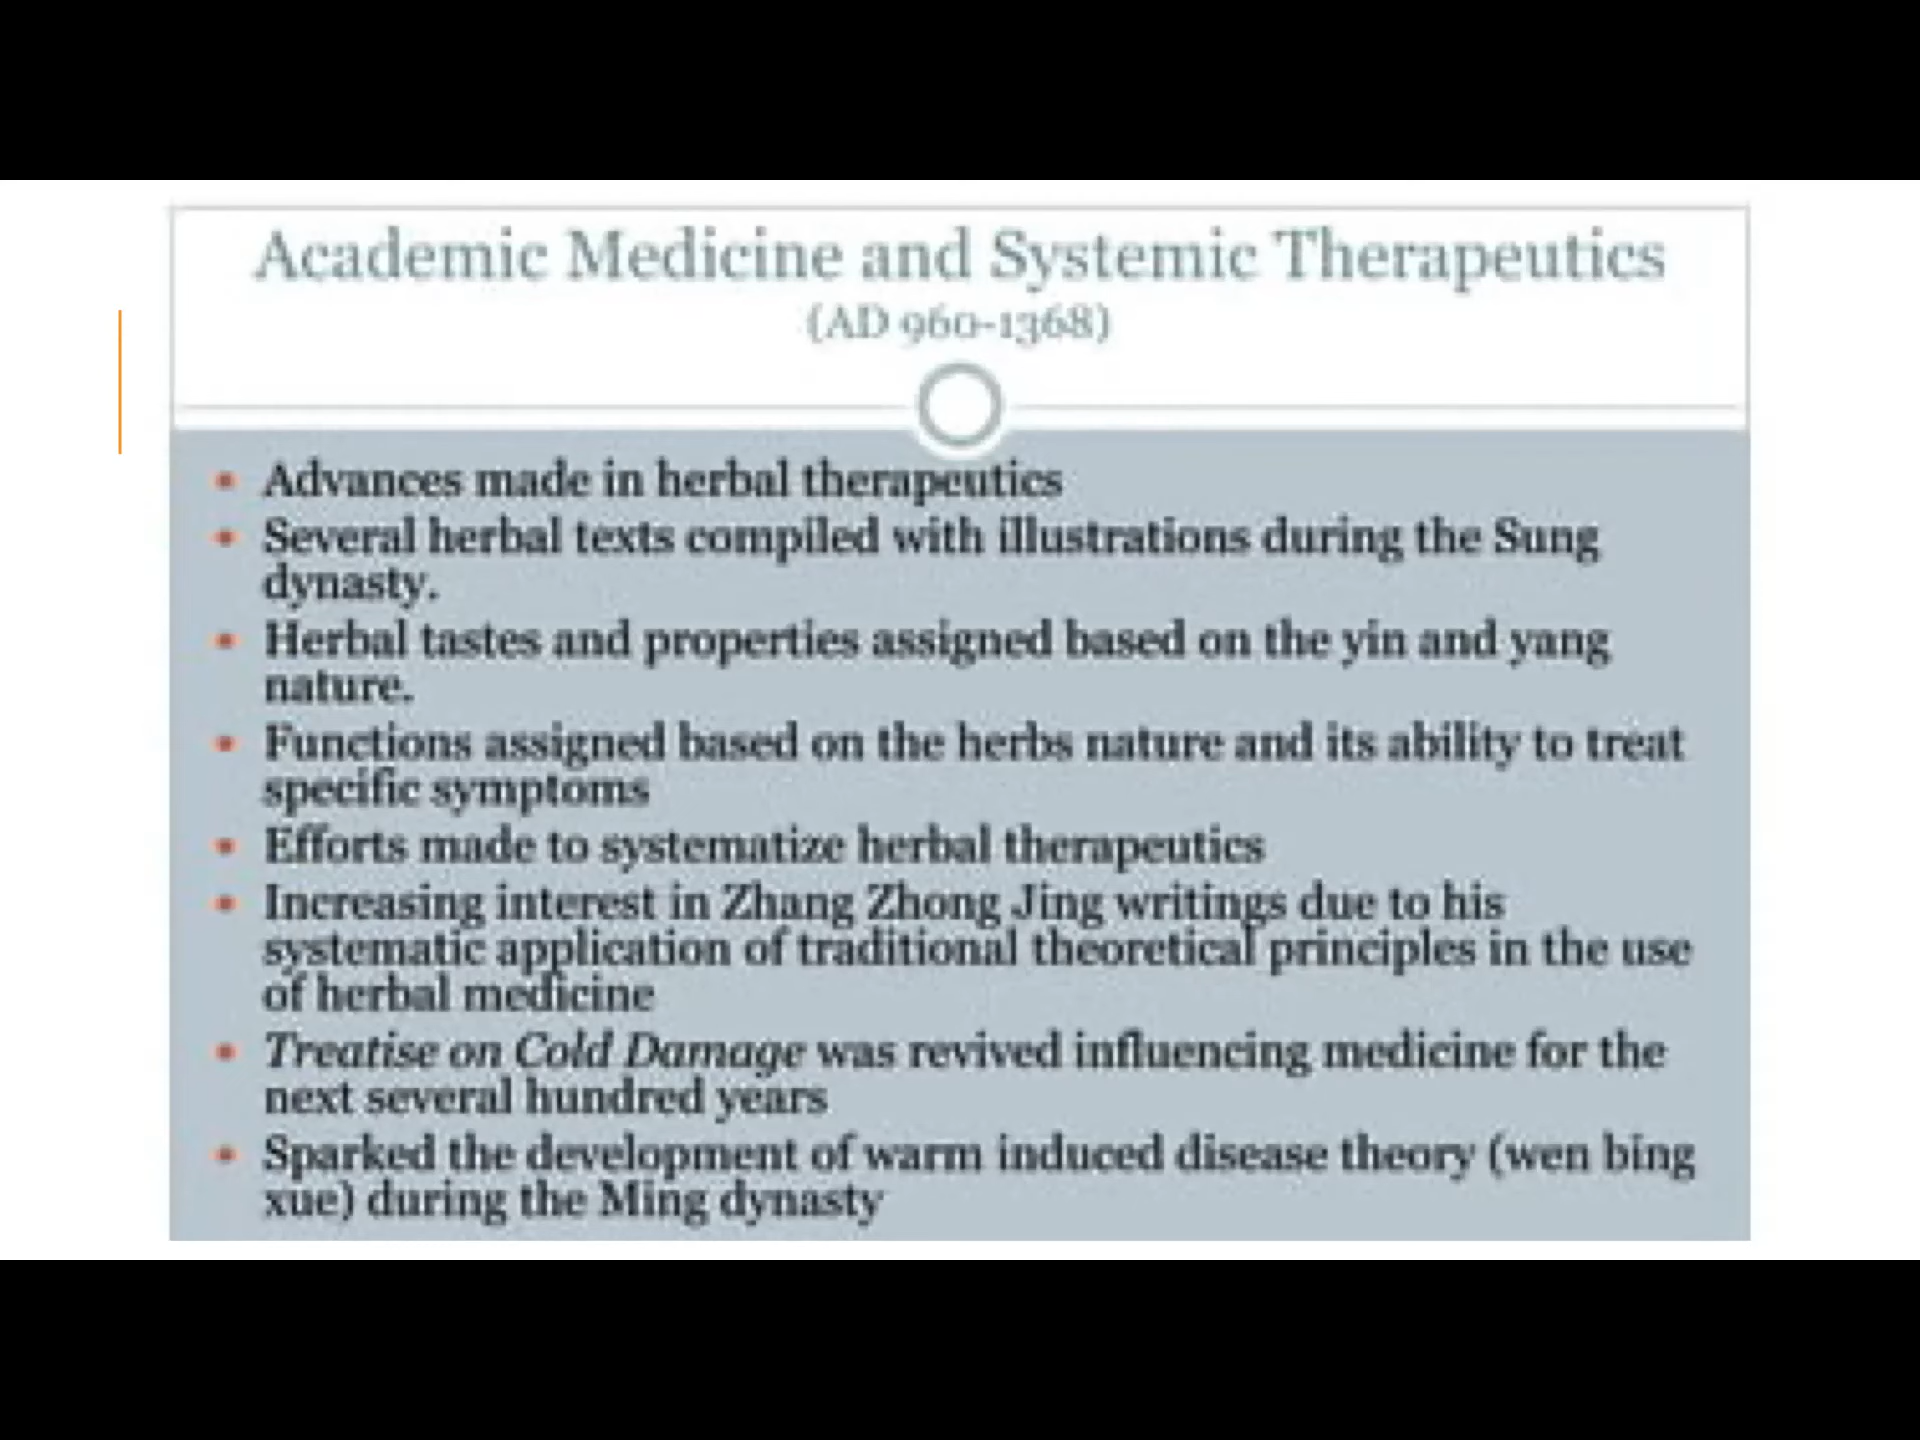 Academic Medicine and Systemic Therapeutics
(AD 960-1368)
• Advances made in herbal therapeutics
• Several herbal texts compiled with illustrations during the Sung
dynasty.
• Herbal tastes and properties assigned based on the yin and yang
nature.
• Functions assigned based on the herbs nature and its ability to treat
specific symptoms
• Efforts made to systematize herbal therapeutics
• Increasing interest in Zhang Zhong Jing writings due to his
systematic application of traditional theoretical principles in the use
of herbal medicine
• Treatise on Cold Damage was revived influencing medicine for the
next several hundred years
• Sparked the development of warm induced disease theory (wen bing
xue) during the Ming dynasty